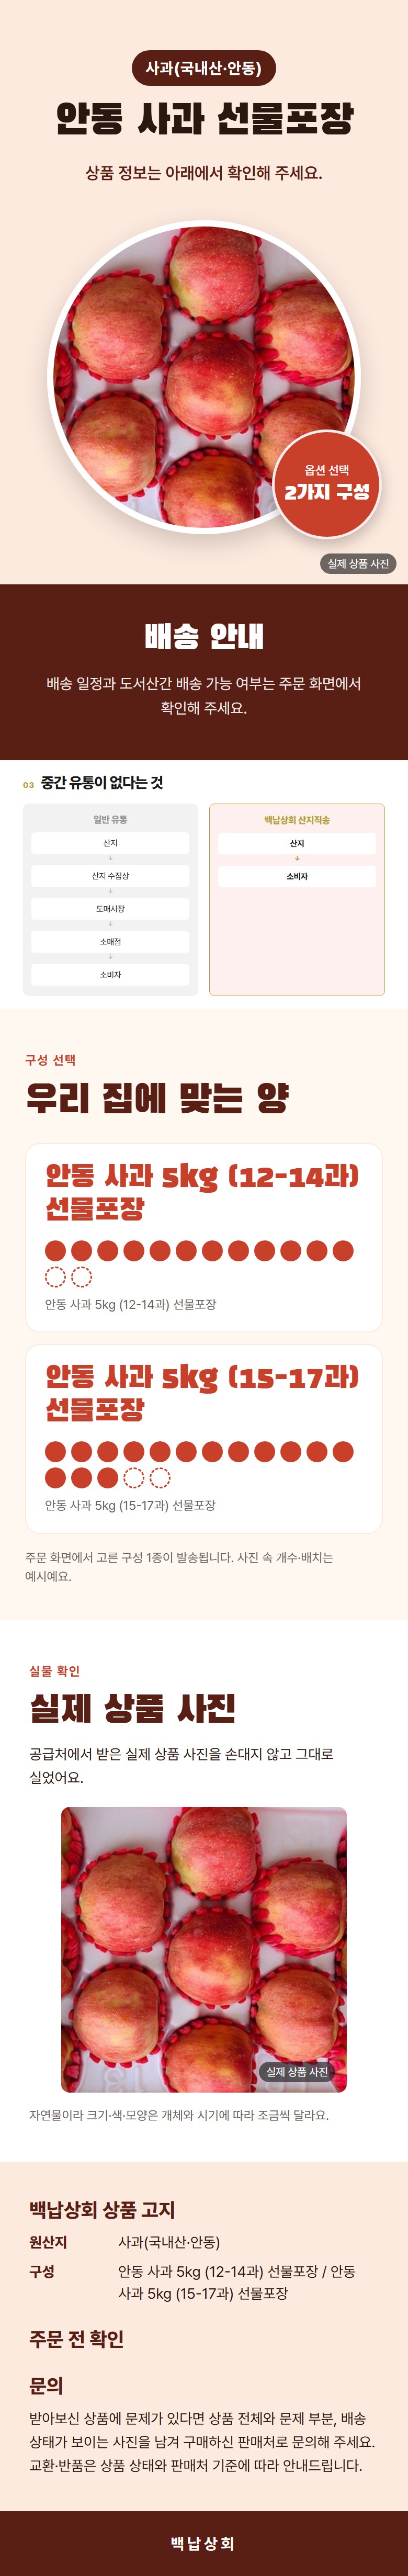 사과(국내산·안동)
안동 사과 선물포장
상품 정보는 아래에서 확인해 주세요.
옵션 선택
2가지 구성
실제 상품 사진
배송 안내
배송 일정과 도서산간 배송 가능 여부는 주문 화면에서
확인해 주세요.
03 중간 유통이 없다는 것
일반 유통
산지
↓
산지 수집상
↓
도매시장
↓
소매점
↓
소비자
백납상회 산지직송
산지
↓
소비자
구성 선택
우리 집에 맞는 양
안동 사과 5kg (12-14과)
선물포장
안동 사과 5kg (12-14과) 선물포장
안동 사과 5kg (15-17과)
선물포장
안동 사과 5kg (15-17과) 선물포장
주문 화면에서 고른 구성 1종이 발송됩니다. 사진 속 개수·배치는
예시예요.
실물 확인
실제 상품 사진
공급처에서 받은 실제 상품 사진을 손대지 않고 그대로
실었어요.
실제 상품 사진
자연물이라 크기·색·모양은 개체와 시기에 따라 조금씩 달라요.
백납상회 상품 고지
원산지 사과(국내산·안동)
구성 안동 사과 5kg (12-14과) 선물포장 / 안동
사과 5kg (15-17과) 선물포장
주문 전 확인
문의
받아보신 상품에 문제가 있다면 상품 전체와 문제 부분, 배송
상태가 보이는 사진을 남겨 구매하신 판매처로 문의해 주세요.
교환·반품은 상품 상태와 판매처 기준에 따라 안내드립니다.
백납상회